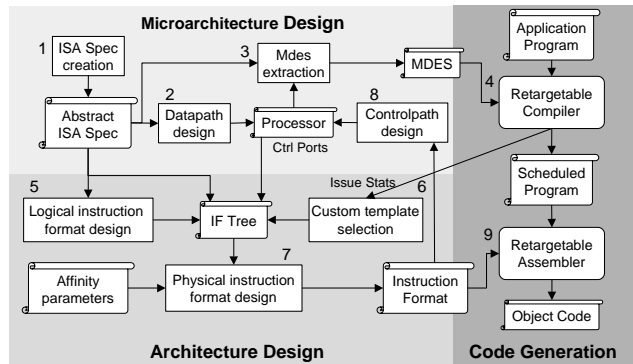 Microarchitecture Design
1
ISA Spec
creation
3
Mdes
extraction
MDES
Application
Program
4
Abstract
ISA Spec
2
Datapath
design
Processor
Ctrl Ports
8
Controlpath
design
Retargetable
Compiler
Issue Stats
6
Scheduled
Program
5
Logical instruction
format design
IF Tree
Custom template
selection
9
Retargetable
Assembler
7
Affinity
parameters
Physical instruction
format design
Instruction
Format
Object Code
Architecture Design
Code Generation